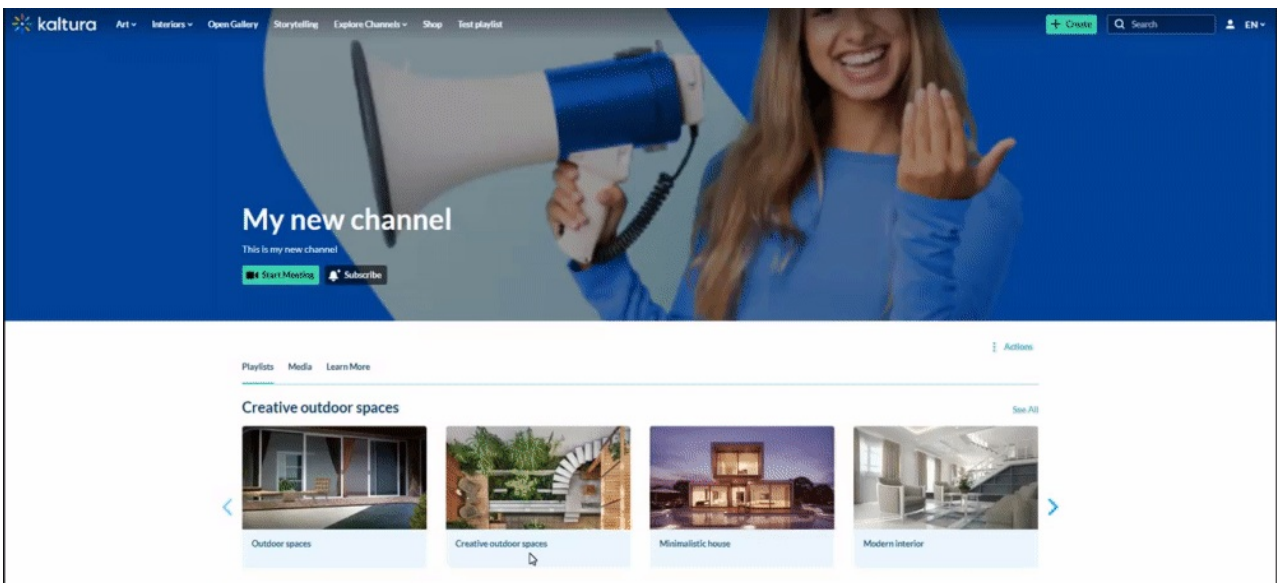 kaltura Art Interiors Open Gallery Storytelling Explore Channels Shop Test playlist + Create Search EN
My new channel
This is my new channel
Start Meeting Subscribe
Actions
Playlists Media Learn More
Creative outdoor spaces See All
Outdoor spaces Creative outdoor spaces Minimalistic house Modern interior